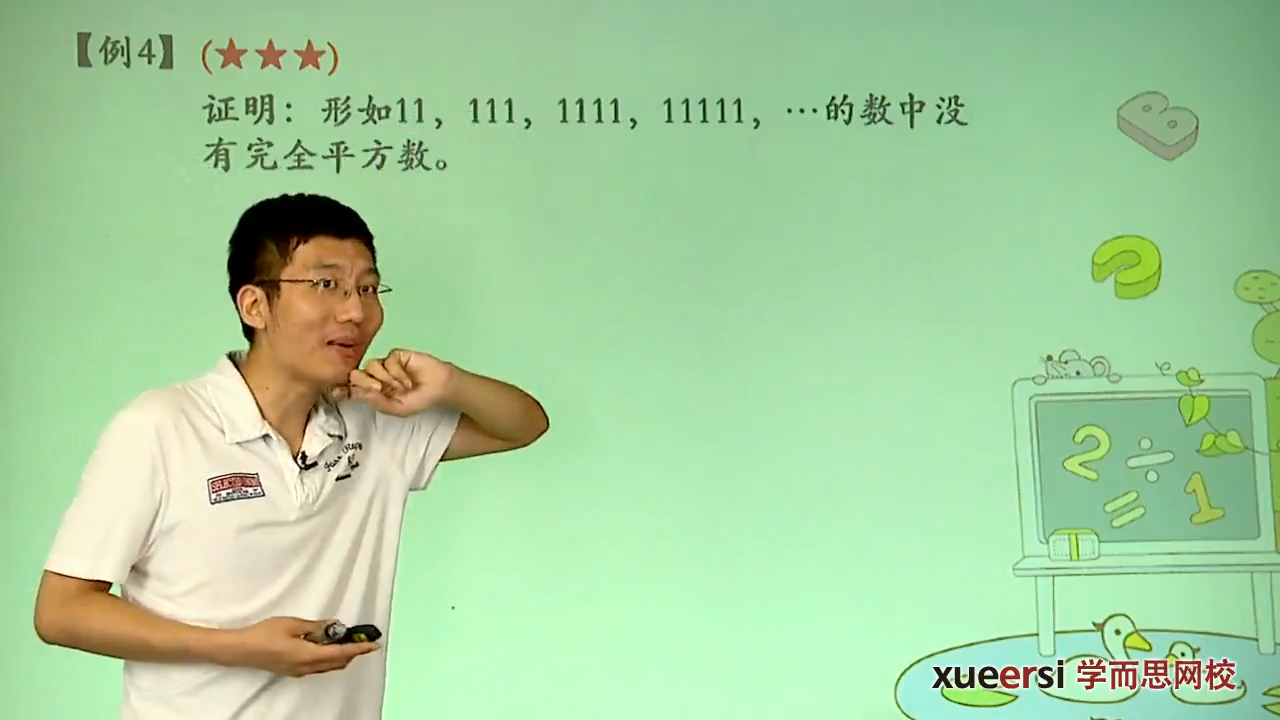 【例4】(★★★)
证明：形如11，111，1111，11111，…的数中没
有完全平方数。
2÷
=1
xueersi 学而思网校